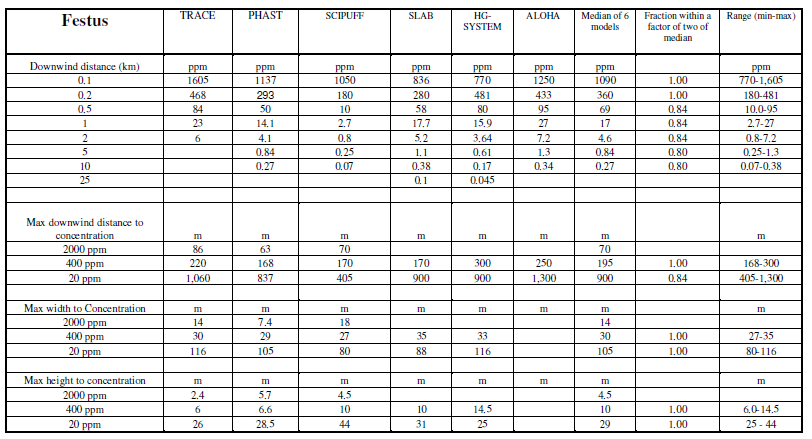 Festus TRACE PHAST SCIPUFF SLAB HG-SYSTEM ALOHA Median of 6 models Fraction within a factor of two of median Range (min-max)
Downwind distance (km) ppm ppm ppm ppm ppm ppm ppm ppm
0.1 1605 1137 1050 836 770 1250 1090 1.00 770-1,605
0.2 468 293 180 280 481 433 360 1.00 180-481
0.5 84 50 10 58 80 95 69 0.84 10.0-95
1 23 14.1 2.7 17.7 15.9 27 17 0.84 2.7-27
2 6 4.1 0.8 5.2 3.64 7.2 4.6 0.84 0.8-7.2
5 0.84 0.25 1.1 0.61 1.3 0.84 0.80 0.25-1.3
10 0.27 0.07 0.38 0.17 0.34 0.27 0.80 0.07-0.38
25 0.1 0.045
Max downwind distance to
concentration m m m m m m m m
2000 ppm 86 63 70 70
400 ppm 220 168 170 170 300 250 195 1.00 168-300
20 ppm 1,060 837 405 900 900 1,300 900 0.84 405-1,300
Max width to Concentration m m m m m m m
2000 ppm 14 7.4 18 14
400 ppm 30 29 27 35 33 30 1.00 27-35
20 ppm 116 105 80 88 116 105 1.00 80-116
Max height to concentration m m m m m m m
2000 ppm 2.4 5.7 4.5 4.5
400 ppm 6 6.6 10 10 14.5 10 1.00 6.0-14.5
20 ppm 26 28.5 44 31 25 29 1.00 25 - 44